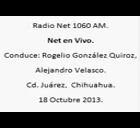 Radio Net 1060 AM.
Net en Vivo.
Conduce: Rogelio González Quiroz,
Alejandro Velasco.
Cd. Juárez, Chihuahua.
18 Octubre 2013.